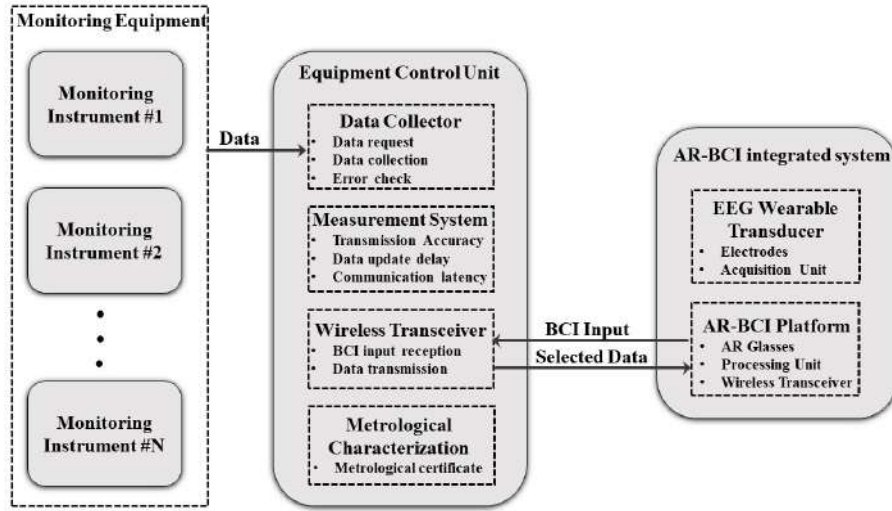 Monitoring Equipment
Monitoring
Instrument #1
Monitoring
Instrument #2
Monitoring
Instrument #N
Data
Equipment Control Unit
Data Collector
• Data request
• Data collection
• Error check
Measurement System
• Transmission Accuracy
• Data update delay
• Communication latency
Wireless Transceiver
• BCI input reception
• Data transmission
Metrological
Characterization
• Metrological certificate
BCI Input
Selected Data
AR-BCI integrated system
EEG Wearable
Transducer
• Electrodes
• Acquisition Unit
AR-BCI Platform
• AR Glasses
• Processing Unit
• Wireless Transceiver